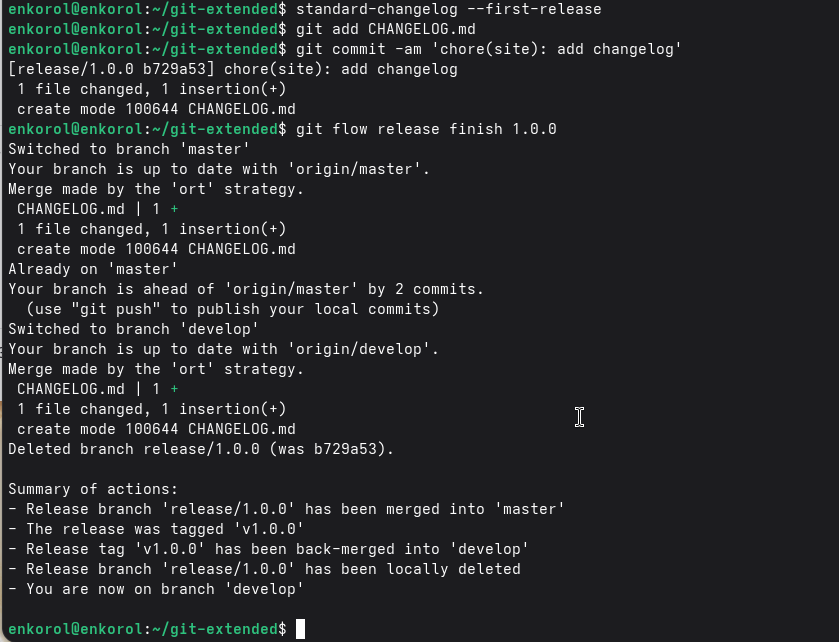 enkorol@enkorol:~/git-extended$ standard-changelog --first-release
enkorol@enkorol:~/git-extended$ git add CHANGELOG.md
enkorol@enkorol:~/git-extended$ git commit -am 'chore(site): add changelog'
[release/1.0.0 b729a53] chore(site): add changelog
 1 file changed, 1 insertion(+)
 create mode 100644 CHANGELOG.md
enkorol@enkorol:~/git-extended$ git flow release finish 1.0.0
Switched to branch 'master'
Your branch is up to date with 'origin/master'.
Merge made by the 'ort' strategy.
 CHANGELOG.md | 1 +
 1 file changed, 1 insertion(+)
 create mode 100644 CHANGELOG.md
Already on 'master'
Your branch is ahead of 'origin/master' by 2 commits.
  (use "git push" to publish your local commits)
Switched to branch 'develop'
Your branch is up to date with 'origin/develop'.
Merge made by the 'ort' strategy.
 CHANGELOG.md | 1 +
 1 file changed, 1 insertion(+)
 create mode 100644 CHANGELOG.md
Deleted branch release/1.0.0 (was b729a53).

Summary of actions:
- Release branch 'release/1.0.0' has been merged into 'master'
- The release was tagged 'v1.0.0'
- Release tag 'v1.0.0' has been back-merged into 'develop'
- Release branch 'release/1.0.0' has been locally deleted
- You are now on branch 'develop'

enkorol@enkorol:~/git-extended$